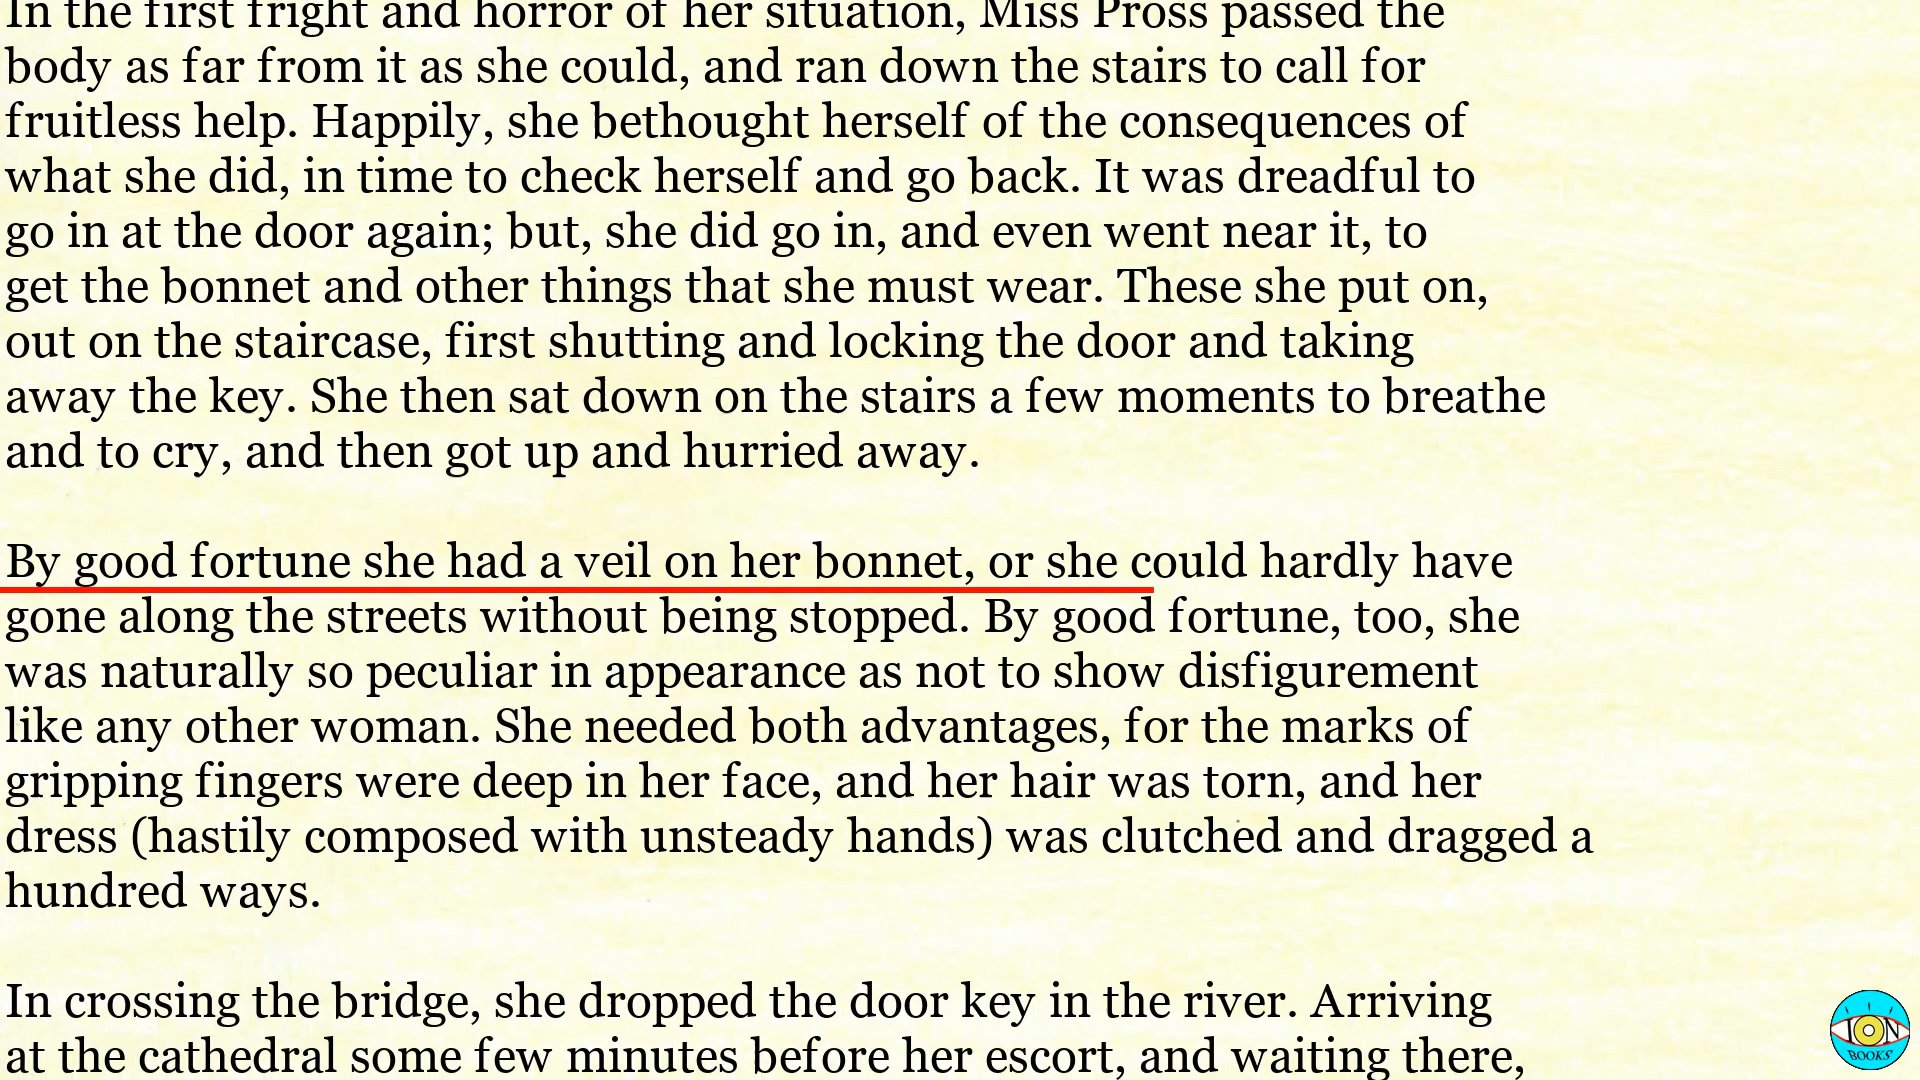 In the first fright and horror of her situation, Miss Pross passed the
body as far from it as she could, and ran down the stairs to call for
fruitless help. Happily, she bethought herself of the consequences of
what she did, in time to check herself and go back. It was dreadful to
go in at the door again; but, she did go in, and even went near it, to
get the bonnet and other things that she must wear. These she put on,
out on the staircase, first shutting and locking the door and taking
away the key. She then sat down on the stairs a few moments to breathe
and to cry, and then got up and hurried away.
By good fortune she had a veil on her bonnet, or she could hardly have
gone along the streets without being stopped. By good fortune, too, she
was naturally so peculiar in appearance as not to show disfigurement
like any other woman. She needed both advantages, for the marks of
gripping fingers were deep in her face, and her hair was torn, and her
dress (hastily composed with unsteady hands) was clutched and dragged a
hundred ways.
In crossing the bridge, she dropped the door key in the river. Arriving
at the cathedral some few minutes before her escort, and waiting there,
ION
BOOKS